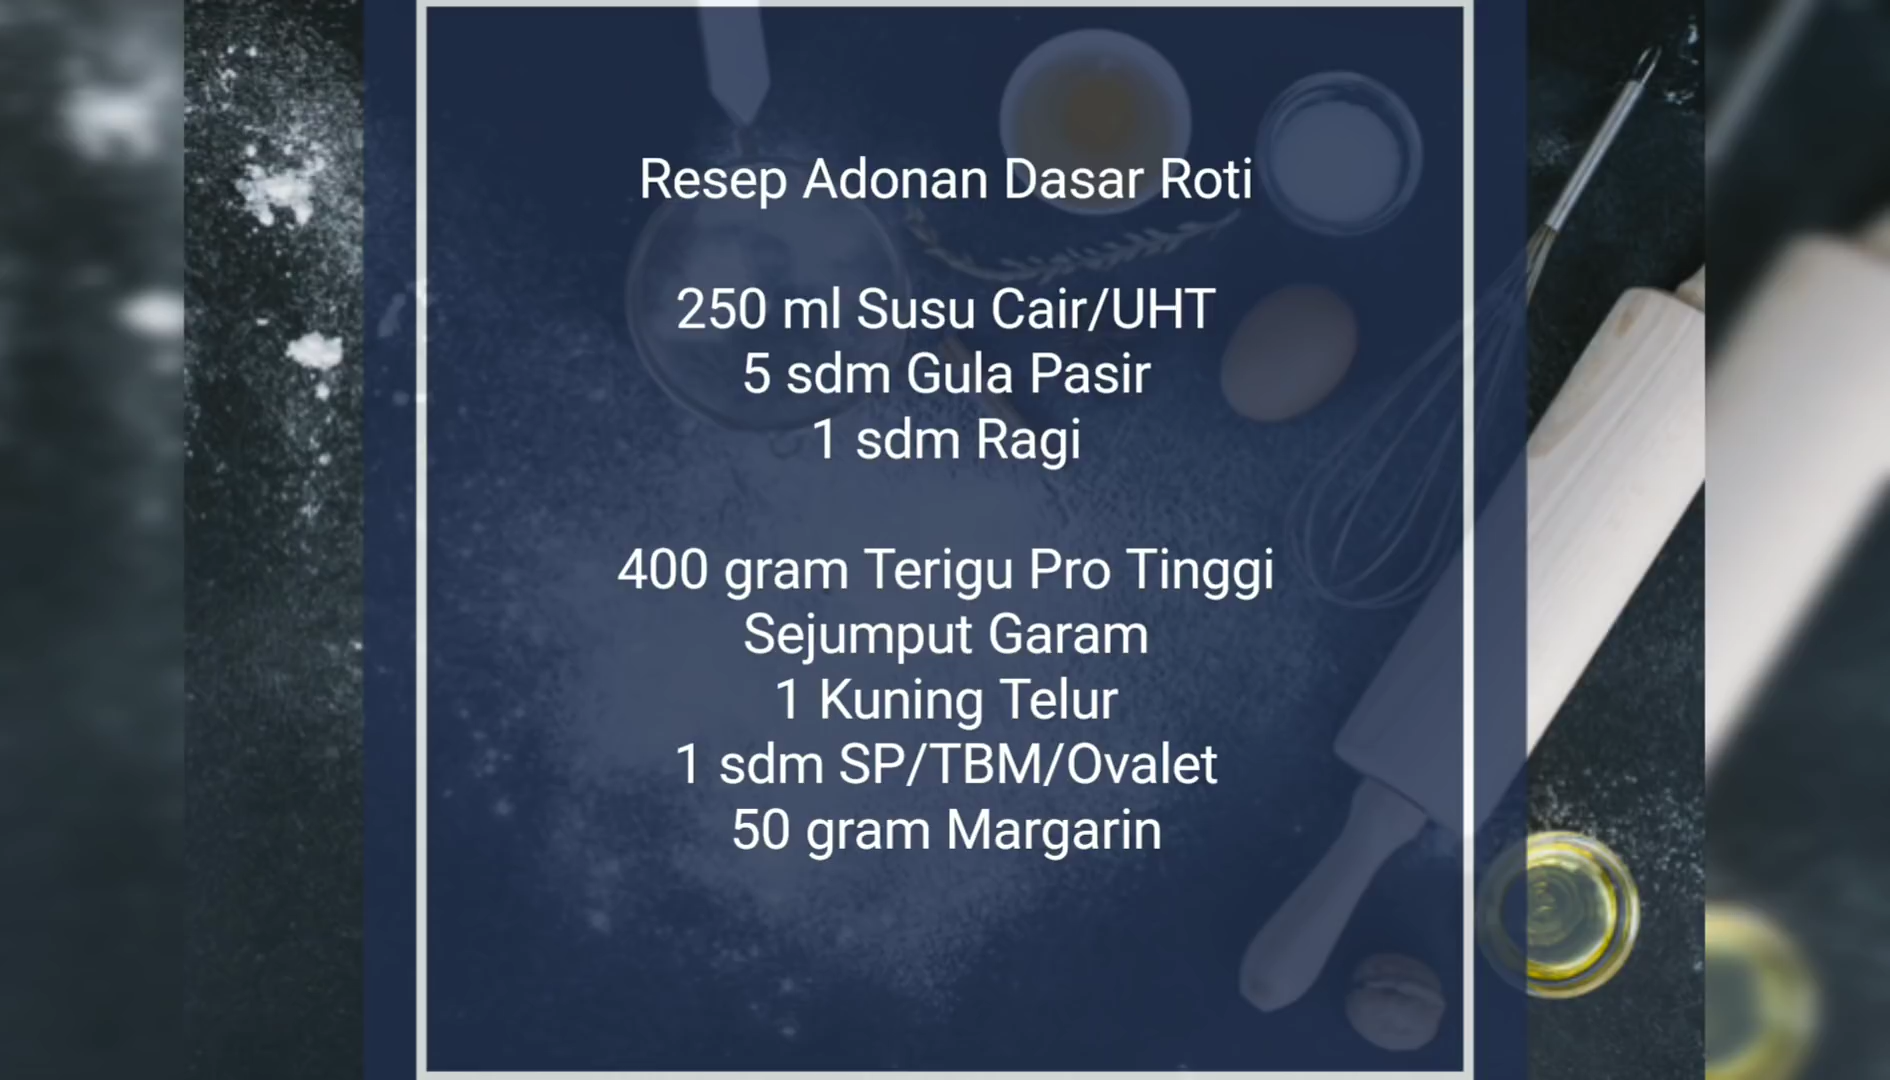 Resep Adonan Dasar Roti
250 ml Susu Cair/UHT
5 sdm Gula Pasir
1 sdm Ragi
400 gram Terigu Pro Tinggi
Sejumput Garam
1 Kuning Telur
1 sdm SP/TBM/Ovalet
50 gram Margarin